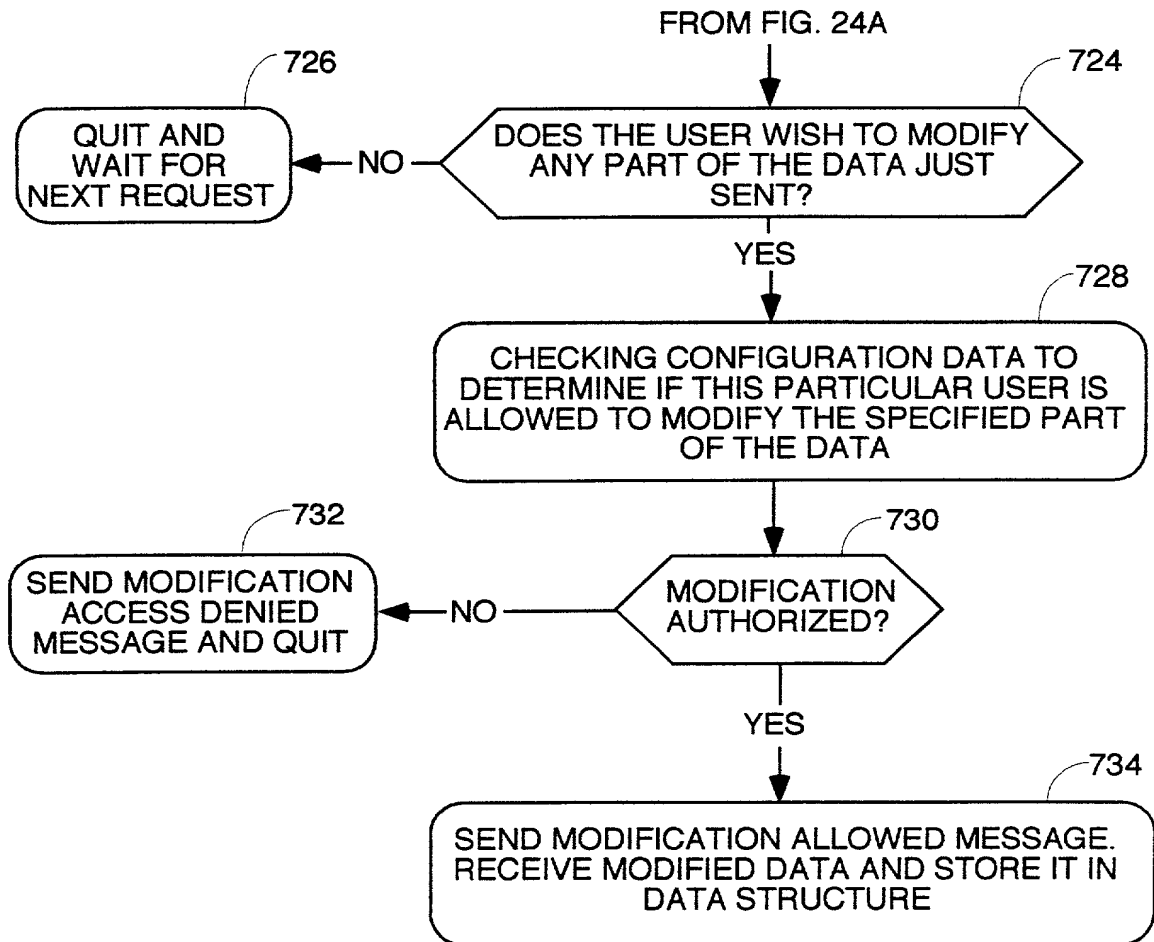 FROM FIG. 24A
726
724
QUIT AND
WAIT FOR
NEXT REQUEST
NO
DOES THE USER WISH TO MODIFY
ANY PART OF THE DATA JUST
SENT?
YES
728
CHECKING CONFIGURATION DATA TO
DETERMINE IF THIS PARTICULAR USER IS
ALLOWED TO MODIFY THE SPECIFIED PART
OF THE DATA
732
730
SEND MODIFICATION
ACCESS DENIED
MESSAGE AND QUIT
NO
MODIFICATION
AUTHORIZED?
YES
734
SEND MODIFICATION ALLOWED MESSAGE.
RECEIVE MODIFIED DATA AND STORE IT IN
DATA STRUCTURE